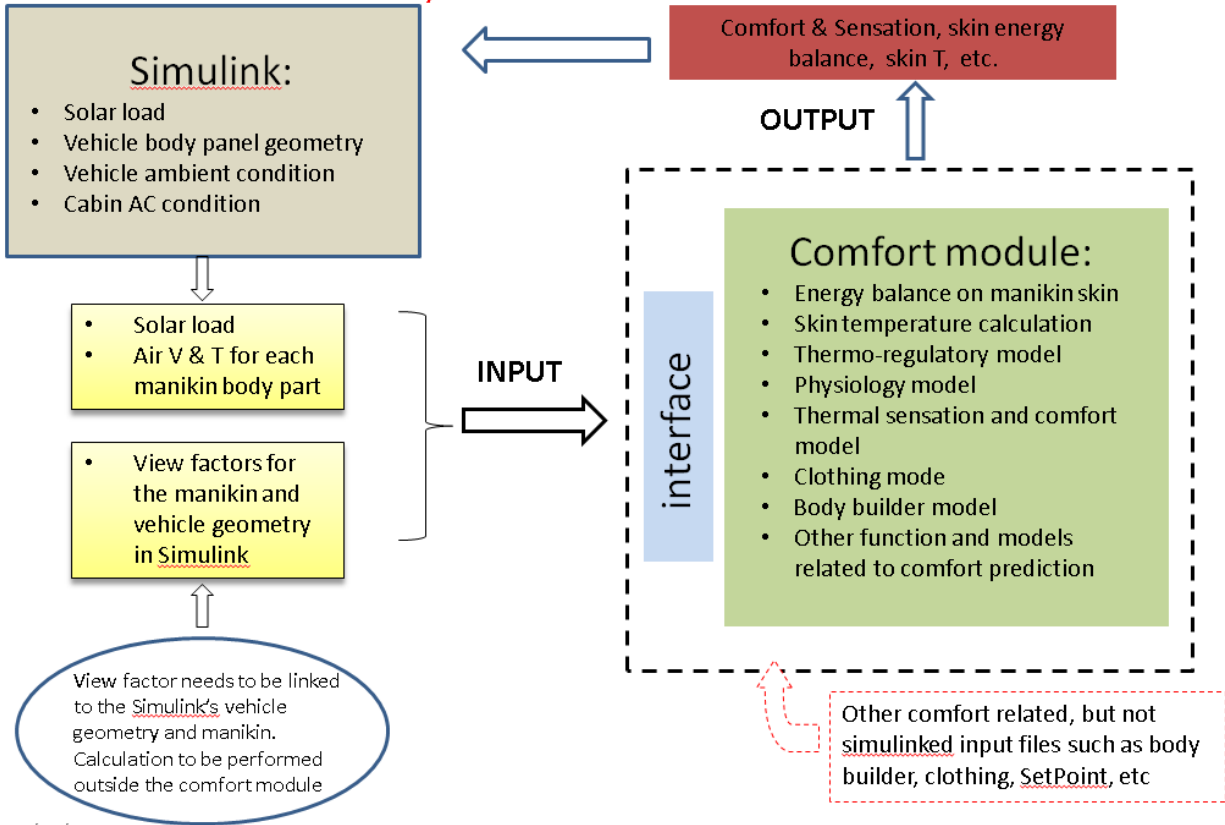 Simulink:
• Solar load
• Vehicle body panel geometry
• Vehicle ambient condition
• Cabin AC condition
Comfort & Sensation, skin energy
balance, skin T, etc.
OUTPUT
• Solar load
• Air V & T for each
manikin body part
• View factors for
the manikin and
vehicle geometry
in Simulink
INPUT
interface
Comfort module:
• Energy balance on manikin skin
• Skin temperature calculation
• Thermo-regulatory model
• Physiology model
• Thermal sensation and comfort
model
• Clothing mode
• Body builder model
• Other function and models
related to comfort prediction
View factor needs to be linked
to the Simulink's vehicle
geometry and manikin.
Calculation to be performed
outside the comfort module
Other comfort related, but not
simulinked input files such as body
builder, clothing, SetPoint, etc